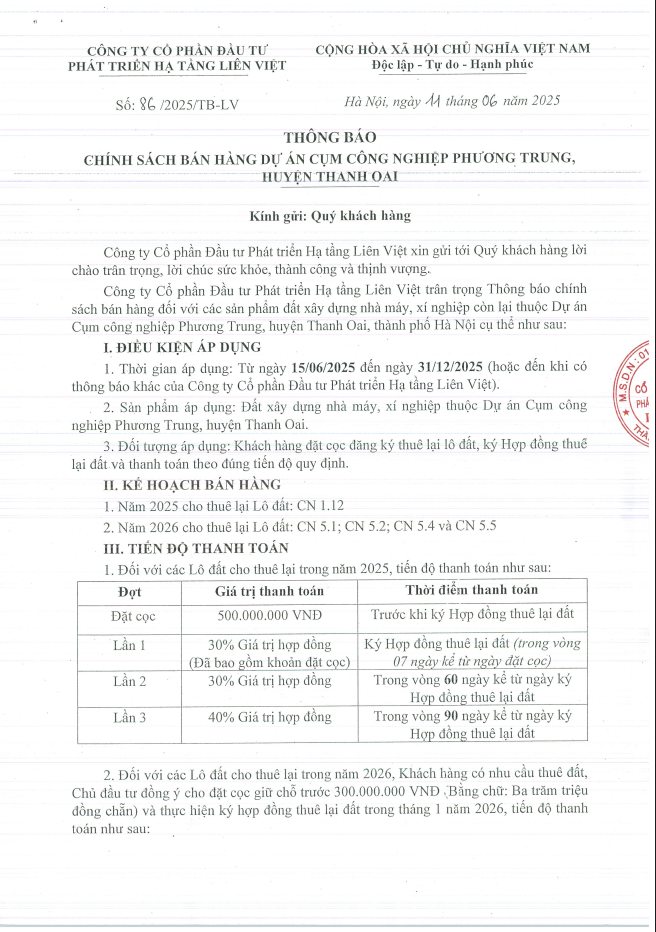 CÔNG TY CỔ PHẦN ĐẦU TƯ
PHÁT TRIỂN HẠ TẦNG LIÊN VIỆT
CỘNG HÒA XÃ HỘI CHỦ NGHĨA VIỆT NAM
Độc lập - Tự do - Hạnh phúc
Số: 86 /2025/TB-LV
Hà Nội, ngày 11 tháng 06 năm 2025
THÔNG BÁO
CHÍNH SÁCH BÁN HÀNG DỰ ÁN CỤM CÔNG NGHIỆP PHƯƠNG TRUNG,
HUYỆN THANH OAI
Kính gửi: Quý khách hàng
Công ty Cổ phần Đầu tư Phát triển Hạ tầng Liên Việt xin gửi tới Quý khách hàng lời
chào trân trọng, lời chúc sức khỏe, thành công và thịnh vượng.
Công ty Cổ phần Đầu tư Phát triển Hạ tầng Liên Việt trân trọng Thông báo chính
sách bán hàng đối với các sản phẩm đất xây dựng nhà máy, xí nghiệp còn lại thuộc Dự án
Cụm công nghiệp Phương Trung, huyện Thanh Oai, thành phố Hà Nội cụ thể như sau:
I. ĐIỀU KIỆN ÁP DỤNG
1. Thời gian áp dụng: Từ ngày 15/06/2025 đến ngày 31/12/2025 (hoặc đến khi có
thông báo khác của Công ty Cổ phần Đầu tư Phát triển Hạ tầng Liên Việt).
2. Sản phẩm áp dụng: Đất xây dựng nhà máy, xí nghiệp thuộc Dự án Cụm công
nghiệp Phương Trung, huyện Thanh Oai.
3. Đối tượng áp dụng: Khách hàng đặt cọc đăng ký thuê lại lô đất, ký Hợp đồng thuê
lại đất và thanh toán theo đúng tiến độ quy định.
II. KẾ HOẠCH BÁN HÀNG
1. Năm 2025 cho thuê lại Lô đất: CN 1.12
2. Năm 2026 cho thuê lại Lô đất: CN 5.1; CN 5.2; CN 5.4 và CN 5.5
III. TIẾN ĐỘ THANH TOÁN
1. Đối với các Lô đất cho thuê lại trong năm 2025, tiến độ thanh toán như sau:
Đợt Giá trị thanh toán Thời điểm thanh toán
Đặt cọc 500.000.000 VNĐ Trước khi ký Hợp đồng thuê lại đất
Lần 1 30% Giá trị hợp đồng Ký Hợp đồng thuê lại đất (trong vòng
(Đã bao gồm khoản đặt cọc) 07 ngày kể từ ngày đặt cọc)
Lần 2 30% Giá trị hợp đồng Trong vòng 60 ngày kể từ ngày ký
Hợp đồng thuê lại đất
Lần 3 40% Giá trị hợp đồng Trong vòng 90 ngày kể từ ngày ký
Hợp đồng thuê lại đất
2. Đối với các Lô đất cho thuê lại trong năm 2026, Khách hàng có nhu cầu thuê đất,
Chủ đầu tư đồng ý cho đặt cọc giữ chỗ trước 300.000.000 VNĐ (Bằng chữ: Ba trăm triệu
đồng chẵn) và thực hiện ký hợp đồng thuê lại đất trong tháng 1 năm 2026, tiến độ thanh
toán như sau:
M.S.D.N: 01
CÔ